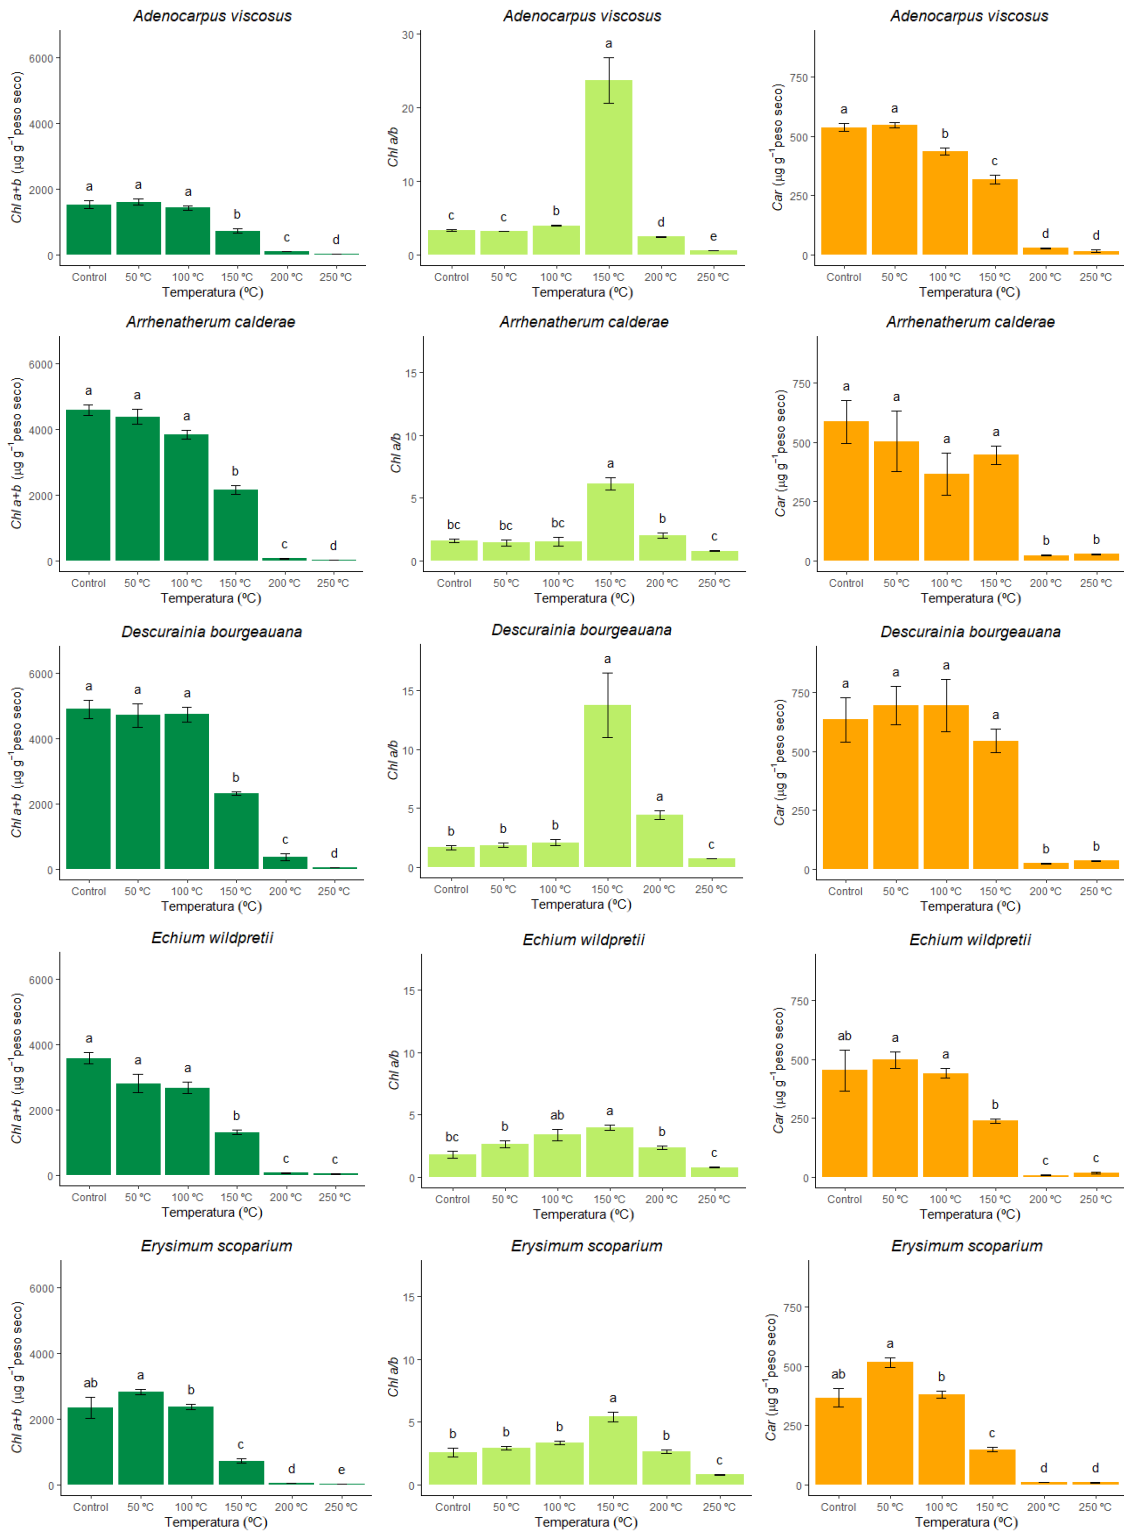 Adenocarpus viscosus
Chl a+b (µg g⁻¹peso seco)
6000
4000
2000
0
a
a
a
b
c
d
Control 50 ºC 100 ºC 150 ºC 200 ºC 250 ºC
Temperatura (ºC)
Adenocarpus viscosus
Chl a/b
30
20
10
0
c
c
b
a
d
e
Control 50 ºC 100 ºC 150 ºC 200 ºC 250 ºC
Temperatura (ºC)
Adenocarpus viscosus
Car (µg g⁻¹peso seco)
750
500
250
0
a
a
b
c
d
d
Control 50 ºC 100 ºC 150 ºC 200 ºC 250 ºC
Temperatura (ºC)
Arrhenatherum calderae
Chl a+b (µg g⁻¹peso seco)
6000
4000
2000
0
a
a
a
b
c
d
Control 50 ºC 100 ºC 150 ºC 200 ºC 250 ºC
Temperatura (ºC)
Arrhenatherum calderae
Chl a/b
15
10
5
0
bc
bc
bc
a
b
c
Control 50 ºC 100 ºC 150 ºC 200 ºC 250 ºC
Temperatura (ºC)
Arrhenatherum calderae
Car (µg g⁻¹peso seco)
750
500
250
0
a
a
a
a
b
b
Control 50 ºC 100 ºC 150 ºC 200 ºC 250 ºC
Temperatura (ºC)
Descurainia bourgeauana
Chl a+b (µg g⁻¹peso seco)
6000
4000
2000
0
a
a
a
b
c
d
Control 50 ºC 100 ºC 150 ºC 200 ºC 250 ºC
Temperatura (ºC)
Descurainia bourgeauana
Chl a/b
15
10
5
0
b
b
b
a
a
c
Control 50 ºC 100 ºC 150 ºC 200 ºC 250 ºC
Temperatura (ºC)
Descurainia bourgeauana
Car (µg g⁻¹peso seco)
750
500
250
0
a
a
a
a
b
b
Control 50 ºC 100 ºC 150 ºC 200 ºC 250 ºC
Temperatura (ºC)
Echium wildpretii
Chl a+b (µg g⁻¹peso seco)
6000
4000
2000
0
a
a
a
b
c
c
Control 50 ºC 100 ºC 150 ºC 200 ºC 250 ºC
Temperatura (ºC)
Echium wildpretii
Chl a/b
15
10
5
0
bc
b
ab
a
b
c
Control 50 ºC 100 ºC 150 ºC 200 ºC 250 ºC
Temperatura (ºC)
Echium wildpretii
Car (µg g⁻¹peso seco)
750
500
250
0
ab
a
a
b
c
c
Control 50 ºC 100 ºC 150 ºC 200 ºC 250 ºC
Temperatura (ºC)
Erysimum scoparium
Chl a+b (µg g⁻¹peso seco)
6000
4000
2000
0
ab
a
b
c
d
e
Control 50 ºC 100 ºC 150 ºC 200 ºC 250 ºC
Temperatura (ºC)
Erysimum scoparium
Chl a/b
15
10
5
0
b
b
b
a
b
c
Control 50 ºC 100 ºC 150 ºC 200 ºC 250 ºC
Temperatura (ºC)
Erysimum scoparium
Car (µg g⁻¹peso seco)
750
500
250
0
ab
a
b
c
d
d
Control 50 ºC 100 ºC 150 ºC 200 ºC 250 ºC
Temperatura (ºC)